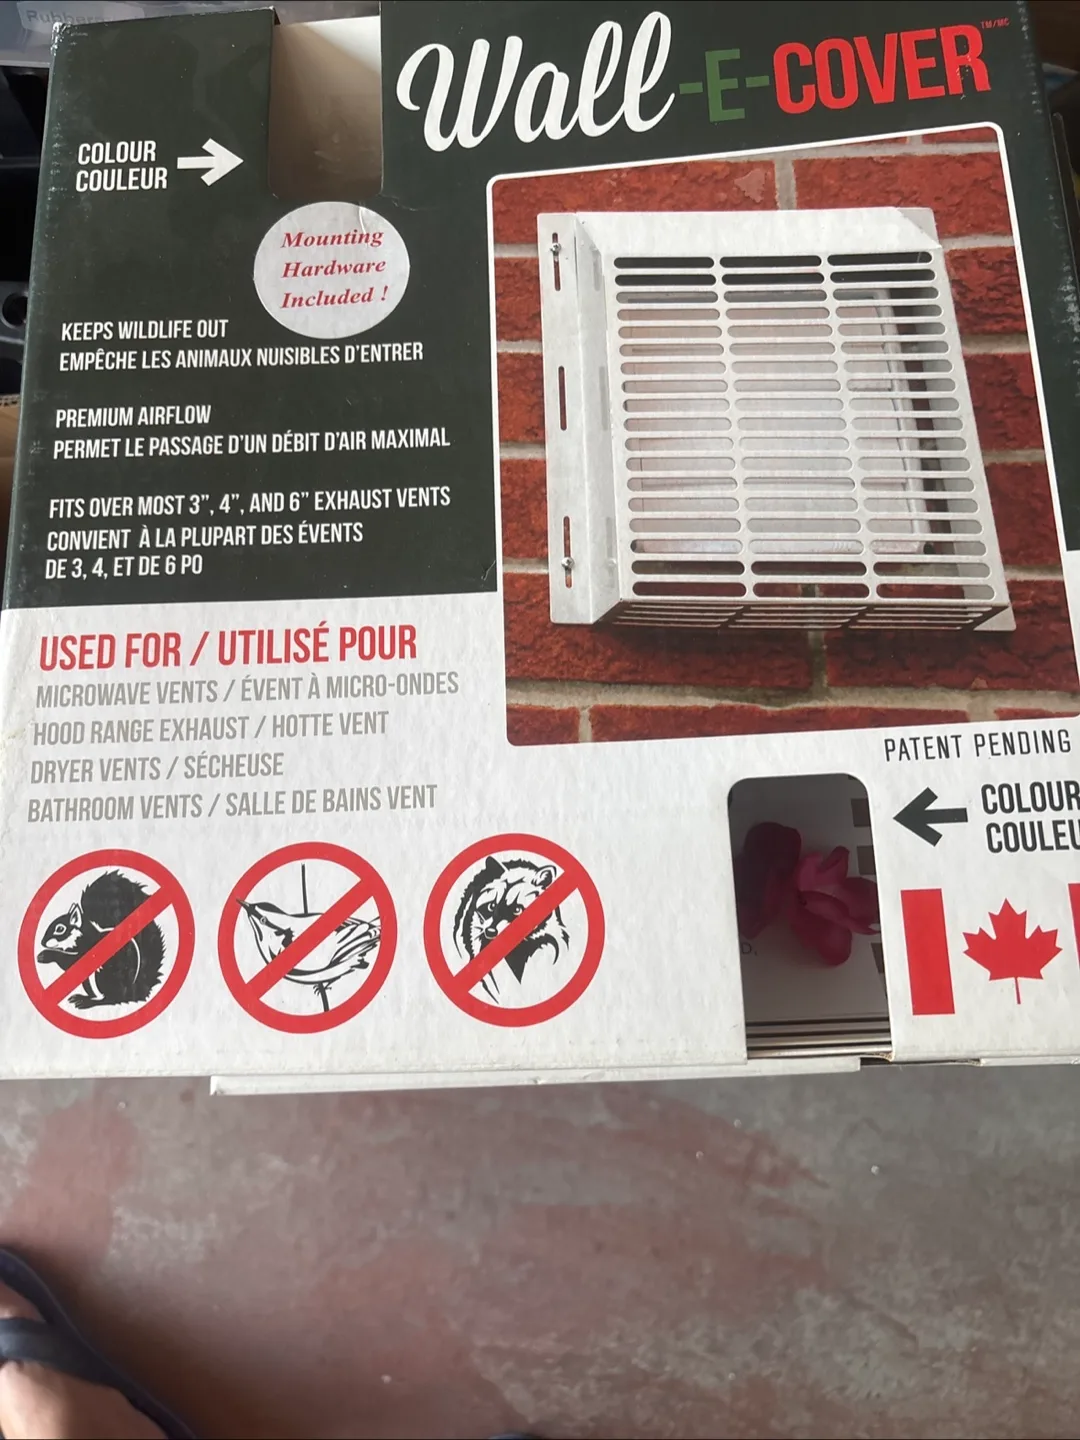 Rubbers
Wall-E-COVER™/MC
COLOUR
COULEUR
Mounting
Hardware
Included !
KEEPS WILDLIFE OUT
EMPÊCHE LES ANIMAUX NUISIBLES D'ENTRER
PREMIUM AIRFLOW
PERMET LE PASSAGE D'UN DÉBIT D'AIR MAXIMAL
FITS OVER MOST 3", 4", AND 6" EXHAUST VENTS
CONVIENT À LA PLUPART DES ÉVENTS
DE 3, 4, ET DE 6 PO
USED FOR / UTILISÉ POUR
MICROWAVE VENTS / ÉVENT À MICRO-ONDES
HOOD RANGE EXHAUST / HOTTE VENT
DRYER VENTS / SÉCHEUSE
BATHROOM VENTS / SALLE DE BAINS VENT
PATENT PENDING
COLOUR
COULEU
D,